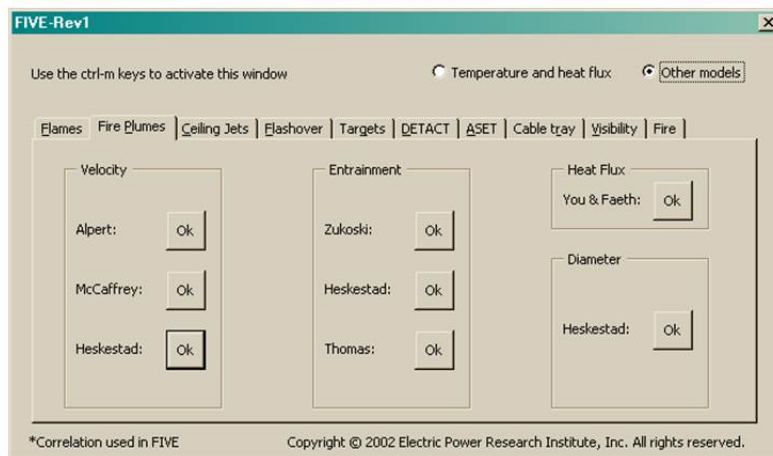 FIVE-Rev1
Use the ctrl-m keys to activate this window
Temperature and heat flux
Other models
Flames
Fire Plumes
Ceiling Jets
Flashover
Targets
DETACT
ASET
Cable tray
Visibility
Fire
Velocity
Alpert: Ok
McCaffrey: Ok
Heskestad: Ok
Entrainment
Zukoski: Ok
Heskestad: Ok
Thomas: Ok
Heat Flux
You & Faeth: Ok
Diameter
Heskestad: Ok
*Correlation used in FIVE
Copyright © 2002 Electric Power Research Institute, Inc. All rights reserved.